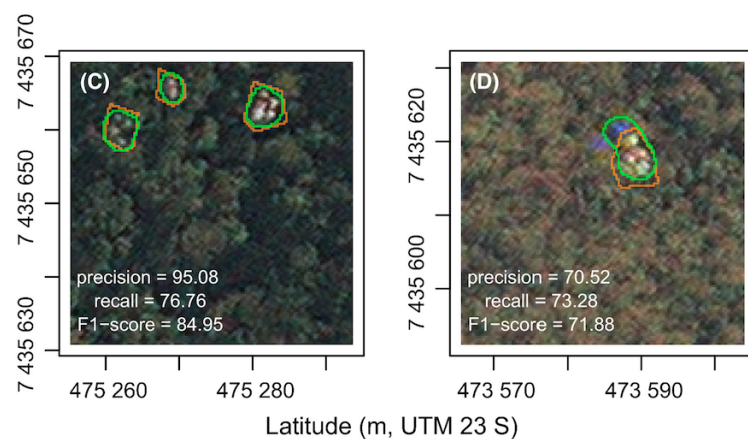 7 435 670
7 435 650
7 435 630
(C)
precision = 95.08
recall = 76.76
F1−score = 84.95
475 260
475 280
7 435 620
7 435 600
(D)
precision = 70.52
recall = 73.28
F1−score = 71.88
473 570
473 590
Latitude (m, UTM 23 S)